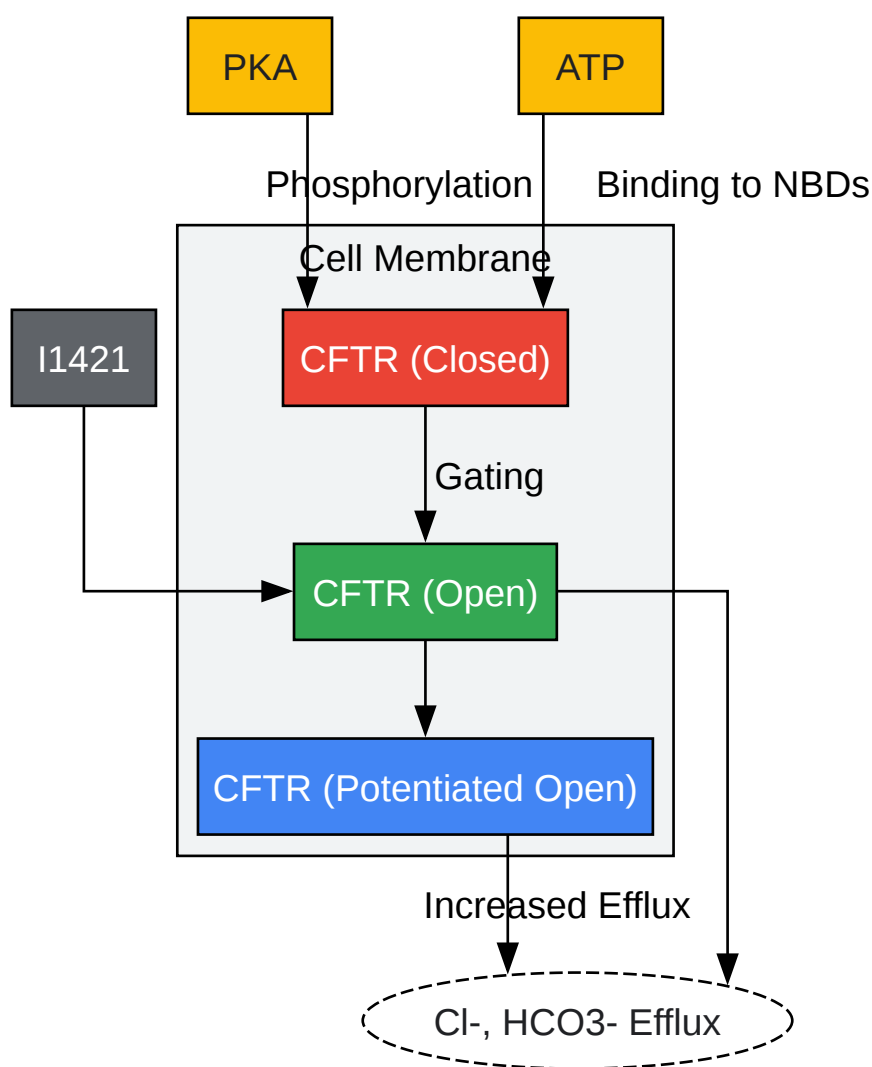 PKA
ATP
Phosphorylation
Binding to NBDs
Cell Membrane
I1421
CFTR (Closed)
Gating
CFTR (Open)
CFTR (Potentiated Open)
Increased Efflux
Cl-, HCO3- Efflux